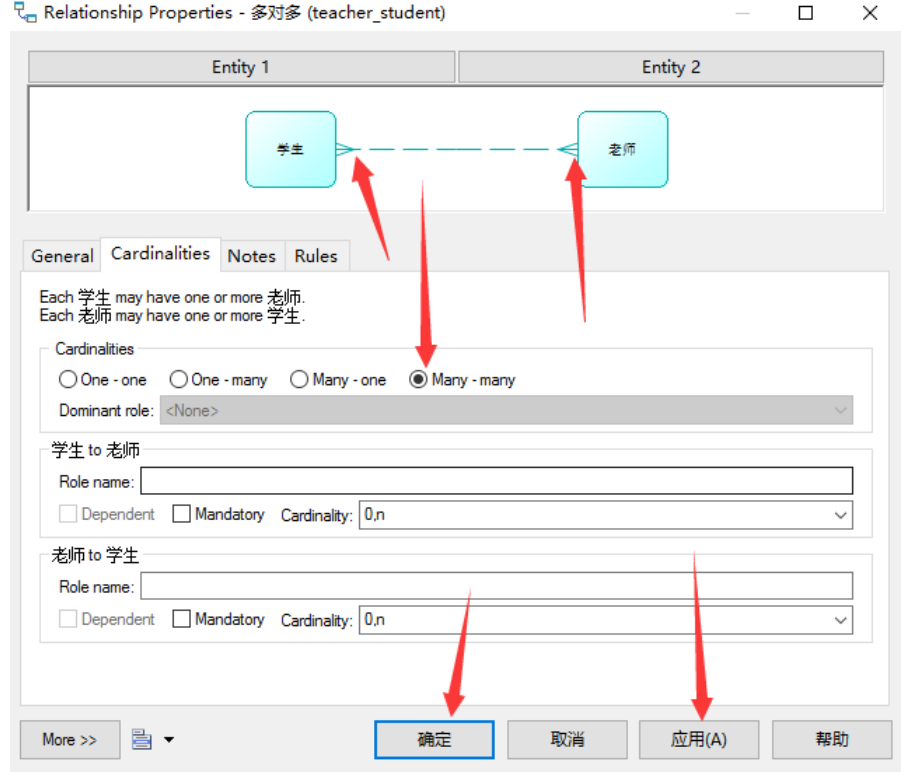 Relationship Properties - 多对多 (teacher_student)
Entity 1 Entity 2
学生 老师
General Cardinalities Notes Rules
Each 学生 may have one or more 老师.
Each 老师 may have one or more 学生.
Cardinalities
One - one One - many Many - one Many - many
Dominant role: <None>
学生 to 老师
Role name:
Dependent Mandatory Cardinality: 0,n
老师 to 学生
Role name:
Dependent Mandatory Cardinality: 0,n
More >> 确定 取消 应用(A) 帮助